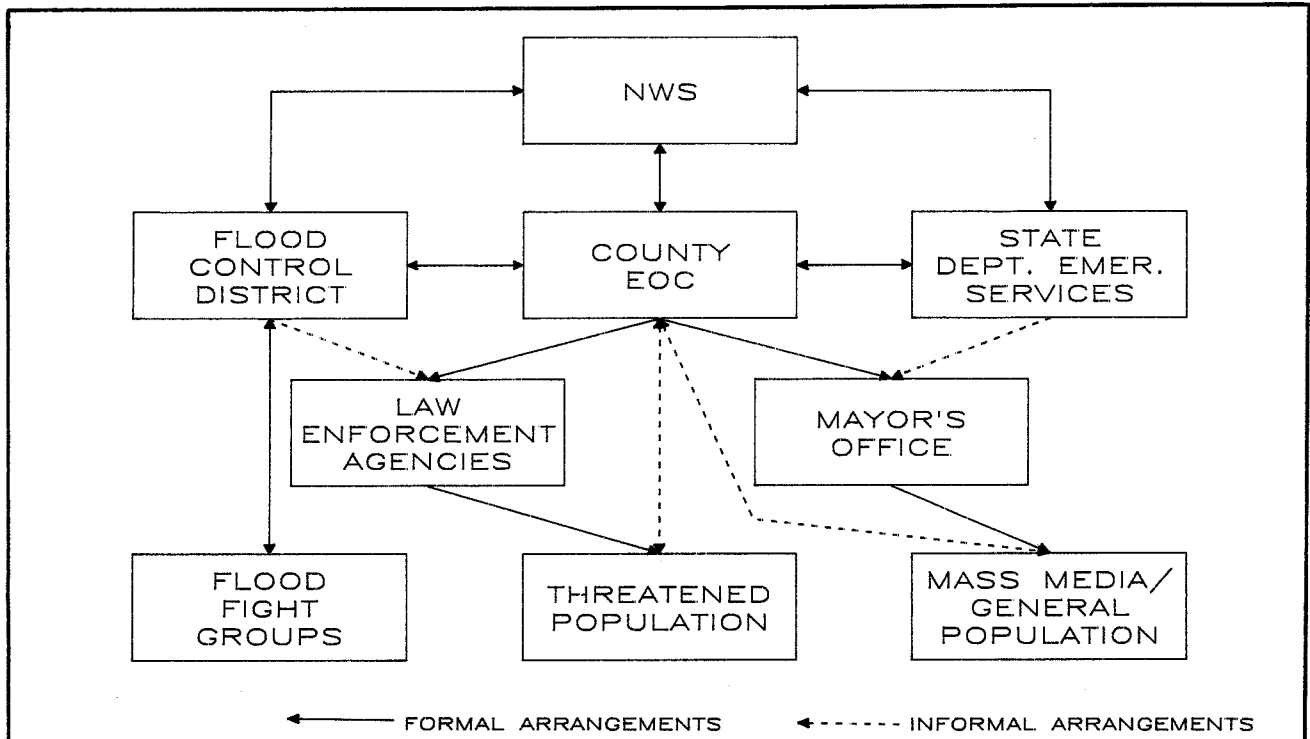 NWS
FLOOD
CONTROL
DISTRICT
COUNTY
EOC
STATE
DEPT. EMER.
SERVICES
LAW
ENFORCEMENT
AGENCIES
MAYOR'S
OFFICE
FLOOD
FIGHT
GROUPS
THREATENED
POPULATION
MASS MEDIA/
GENERAL
POPULATION
FORMAL ARRANGEMENTS
INFORMAL ARRANGEMENTS